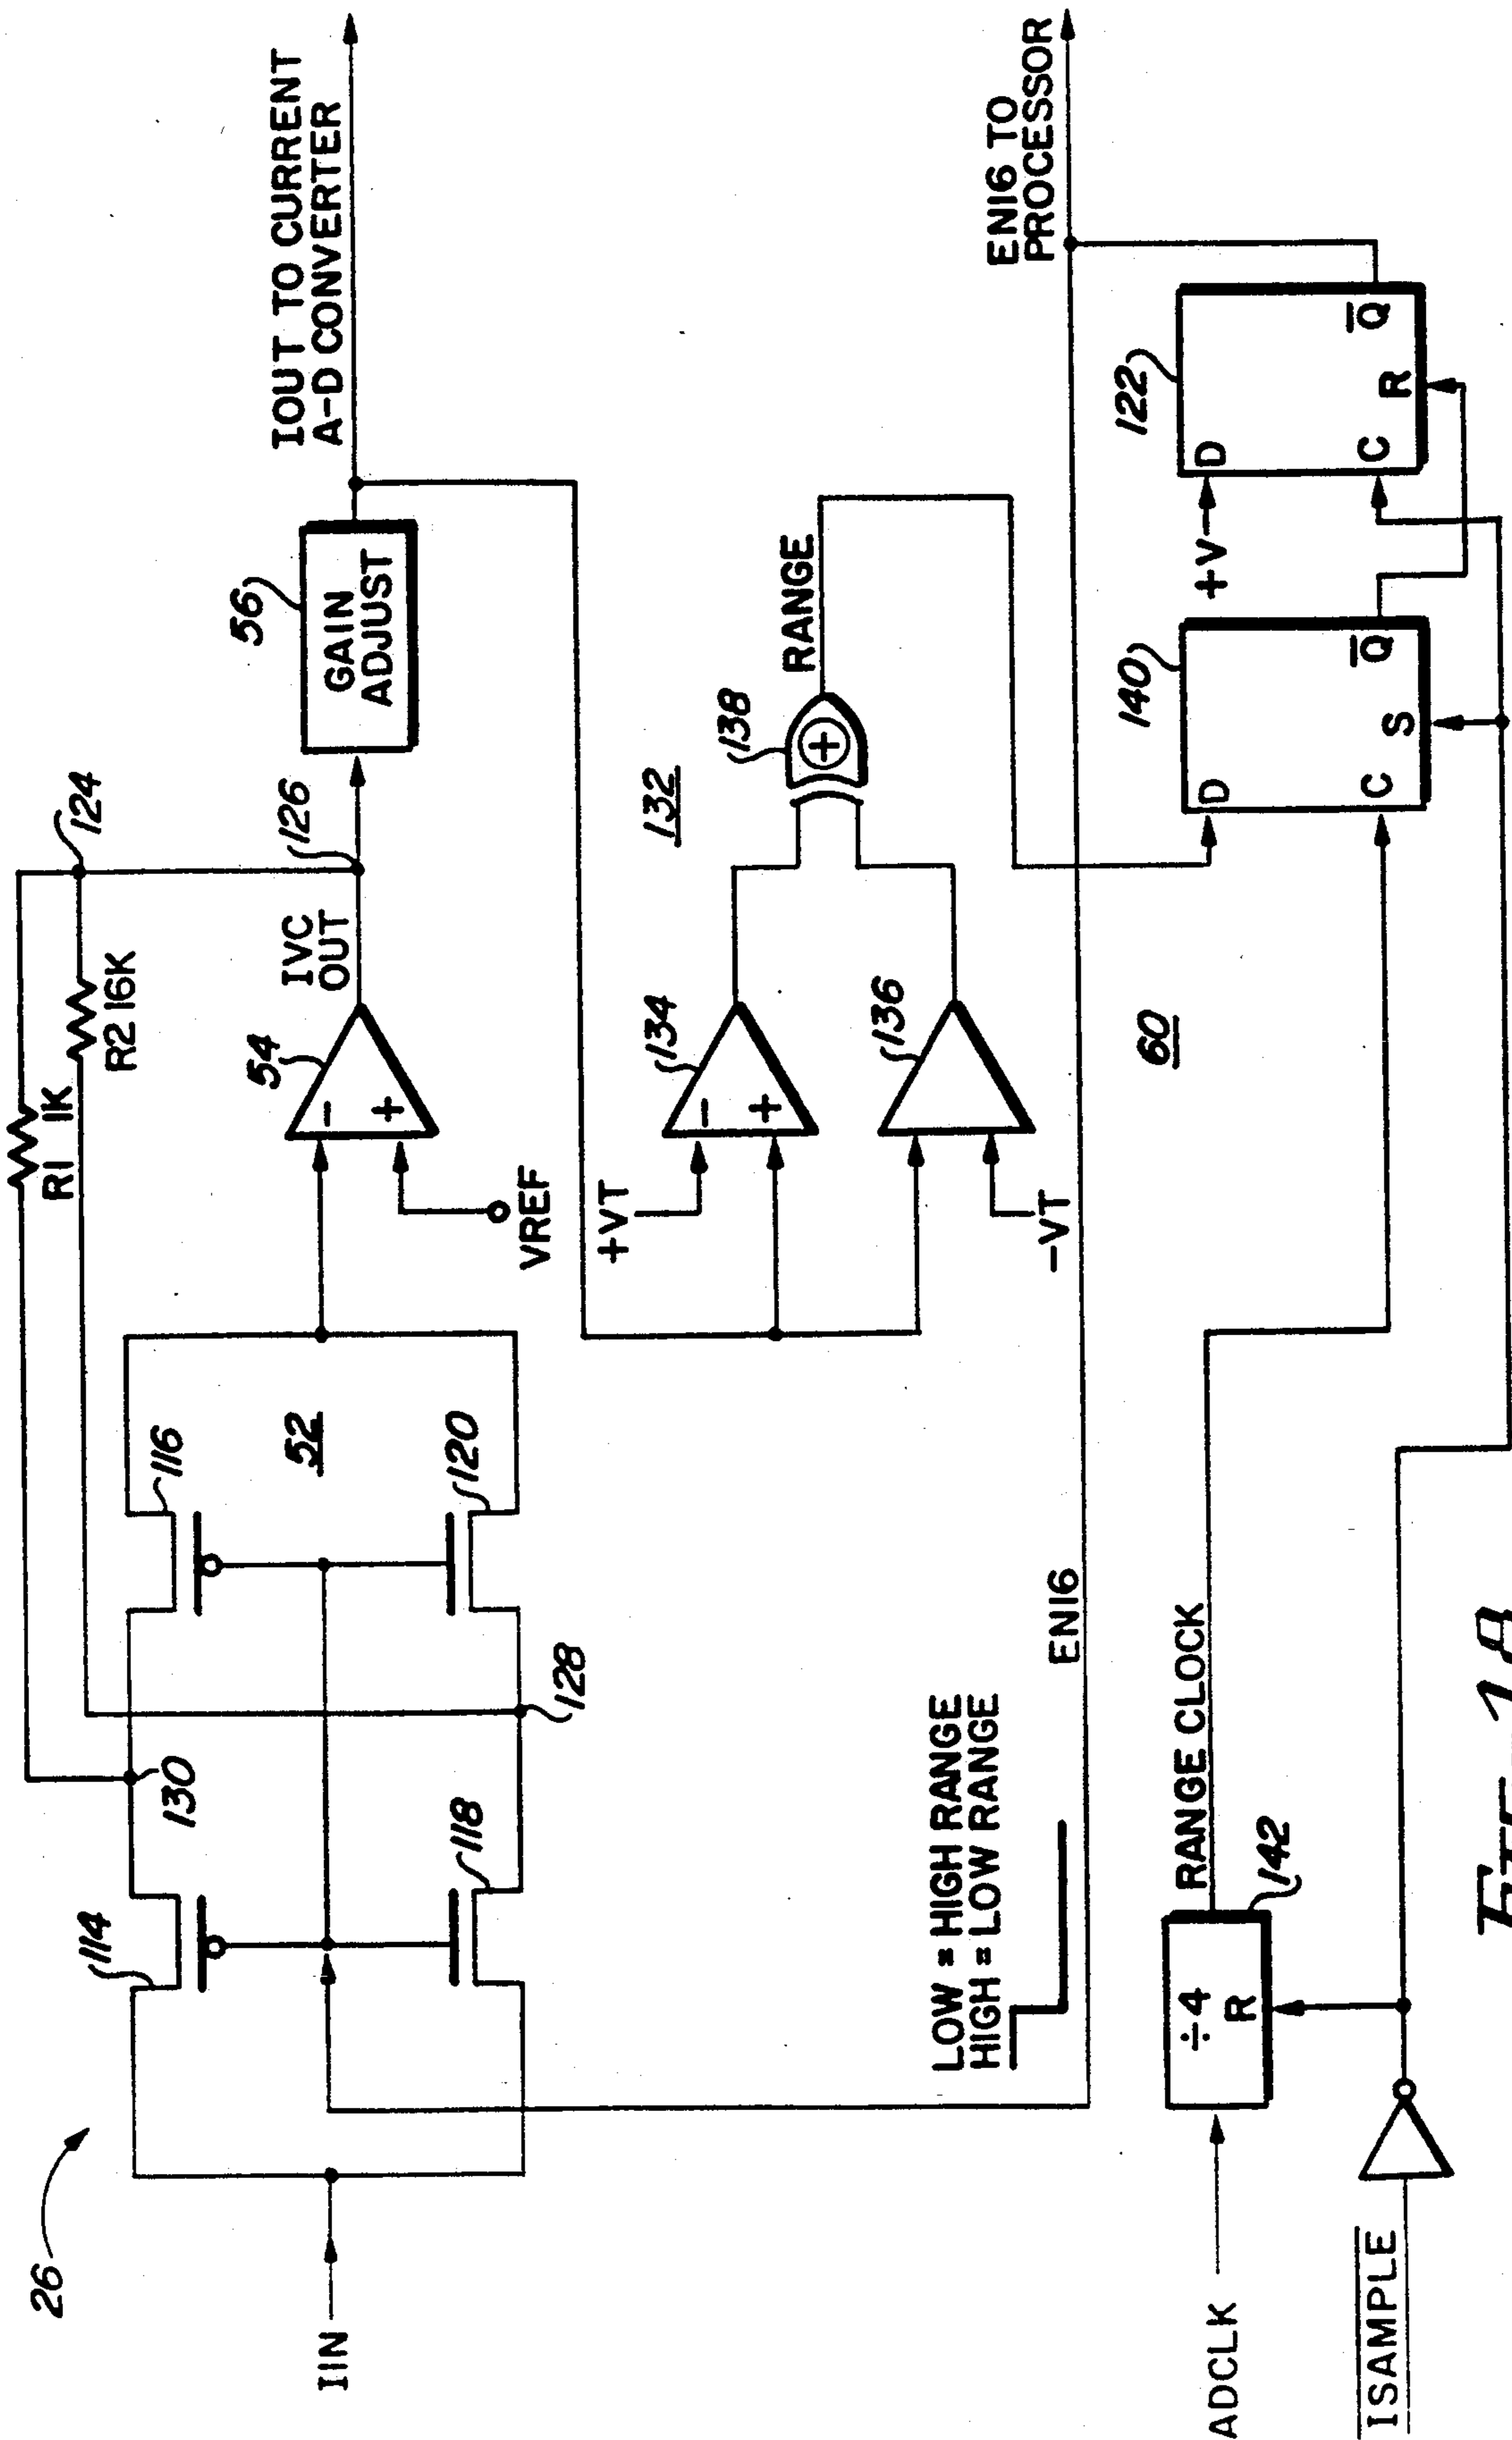 26
IIN
114
130
116
52
118
128
120
R1 1K
R2 16K
124
54
-
+
VREF
IVC
OUT
126
56
GAIN
ADJUST
IOUT TO CURRENT
A-D CONVERTER
+VT
-
+
134
136
-VT
132
138
RANGE
LOW = HIGH RANGE
HIGH = LOW RANGE
EN16
EN16 TO
PROCESSOR
60
ADCLK
÷4
R
142
RANGE CLOCK
ISAMPLE
140
D
C
S
Q
+V
122
D
C
R
Q